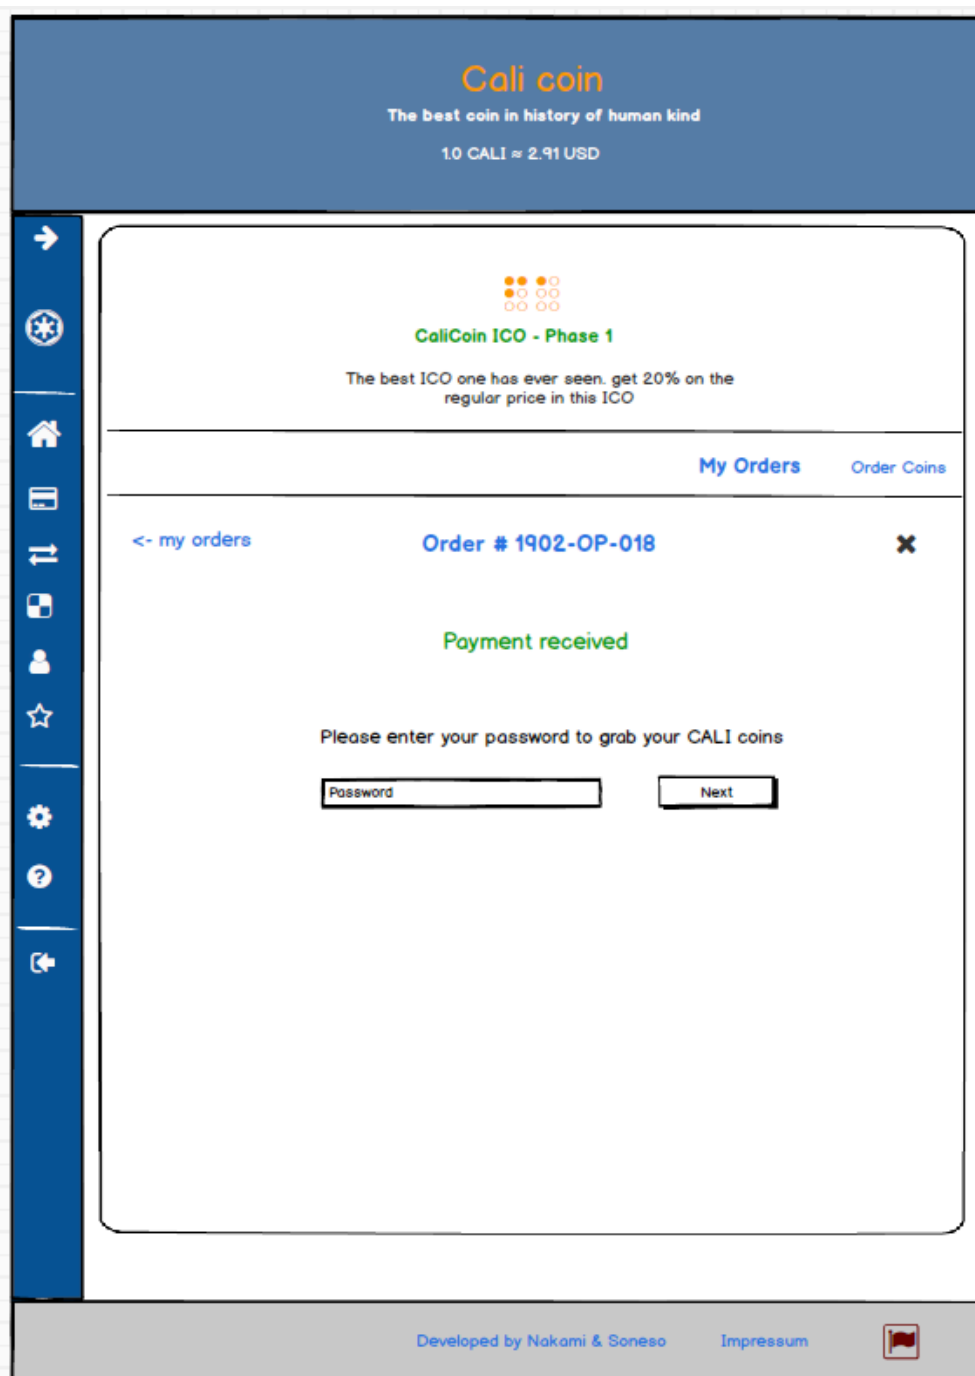 Cali coin
The best coin in history of human kind
1.0 CALI ≈ 2.91 USD
CaliCoin ICO - Phase 1
The best ICO one has ever seen. get 20% on the
regular price in this ICO
My Orders Order Coins
<- my orders Order # 1902-OP-018
Payment received
Please enter your password to grab your CALI coins
Password Next
Developed by Nakami & Soneso Impressum